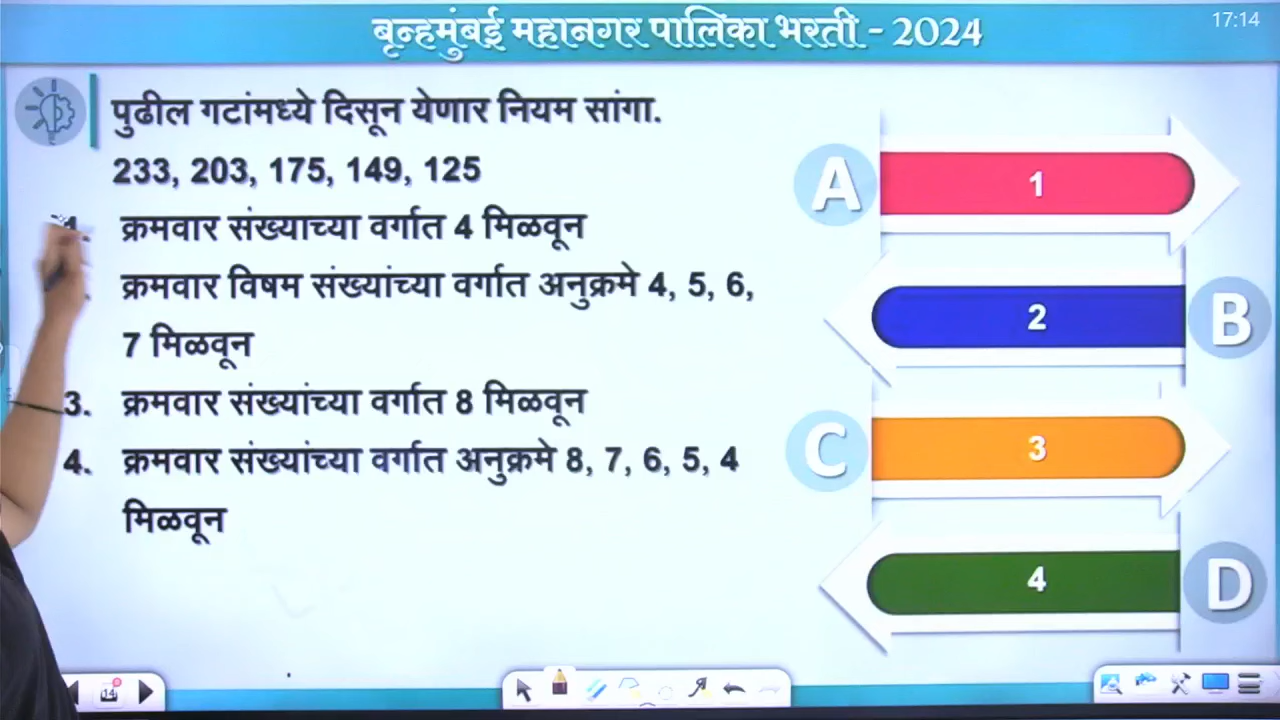 बृन्हमुंबई महानगर पालिका भरती - 2024
17:14
पुढील गटांमध्ये दिसून येणार नियम सांगा.
233, 203, 175, 149, 125
1. क्रमवार संख्याच्या वर्गात 4 मिळवून
क्रमवार विषम संख्यांच्या वर्गात अनुक्रमे 4, 5, 6,
7 मिळवून
3. क्रमवार संख्यांच्या वर्गात 8 मिळवून
4. क्रमवार संख्यांच्या वर्गात अनुक्रमे 8, 7, 6, 5, 4
मिळवून
A 1
2 B
C 3
4 D
14